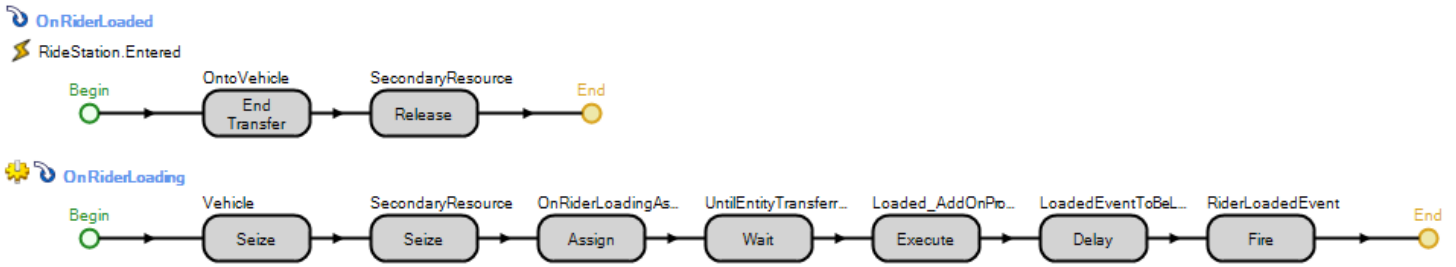 OnRiderLoaded
RideStation.Entered
Begin
OntoVehicle
SecondaryResource
End
End
Transfer
Release
OnRiderLoading
Begin
Vehicle
SecondaryResource
OnRiderLoadingAs...
UntilEntityTransferr...
Loaded_AddOnPro...
LoadedEventToBeL...
RiderLoadedEvent
End
Seize
Seize
Assign
Wait
Execute
Delay
Fire